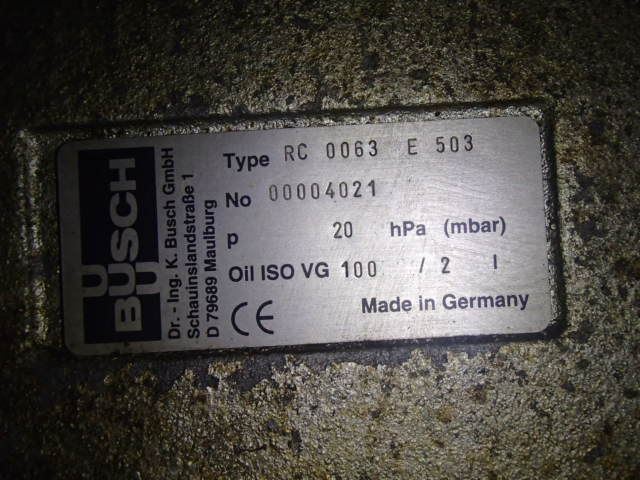 U
BUSCH
U
Dr. - Ing. K. Busch GmbH
Schauinslandstraße 1
D 79689 Maulburg
Type RC 0063 E 503
No 00004021
p 20 hPa (mbar)
Oil ISO VG 100 / 2 l
CE Made in Germany